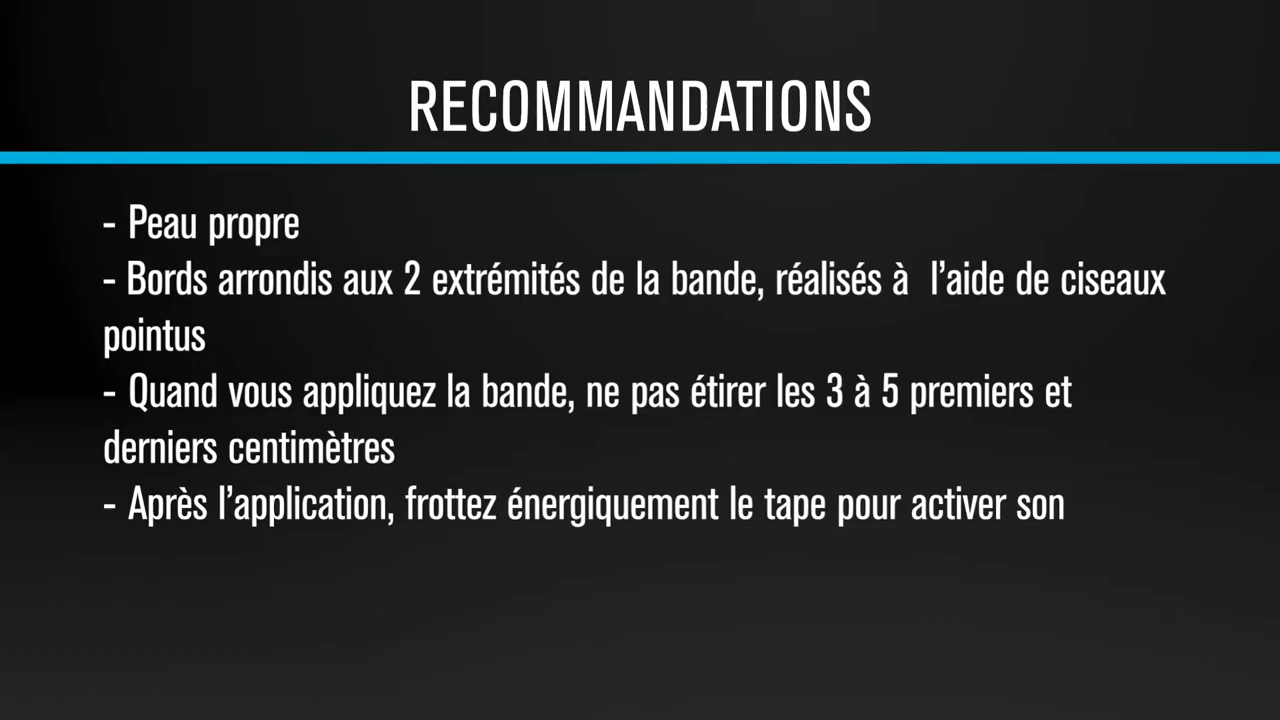 RECOMMANDATIONS
- Peau propre
- Bords arrondis aux 2 extrémités de la bande, réalisés à  l’aide de ciseaux
pointus
- Quand vous appliquez la bande, ne pas étirer les 3 à 5 premiers et
derniers centimètres
- Après l’application, frottez énergiquement le tape pour activer son